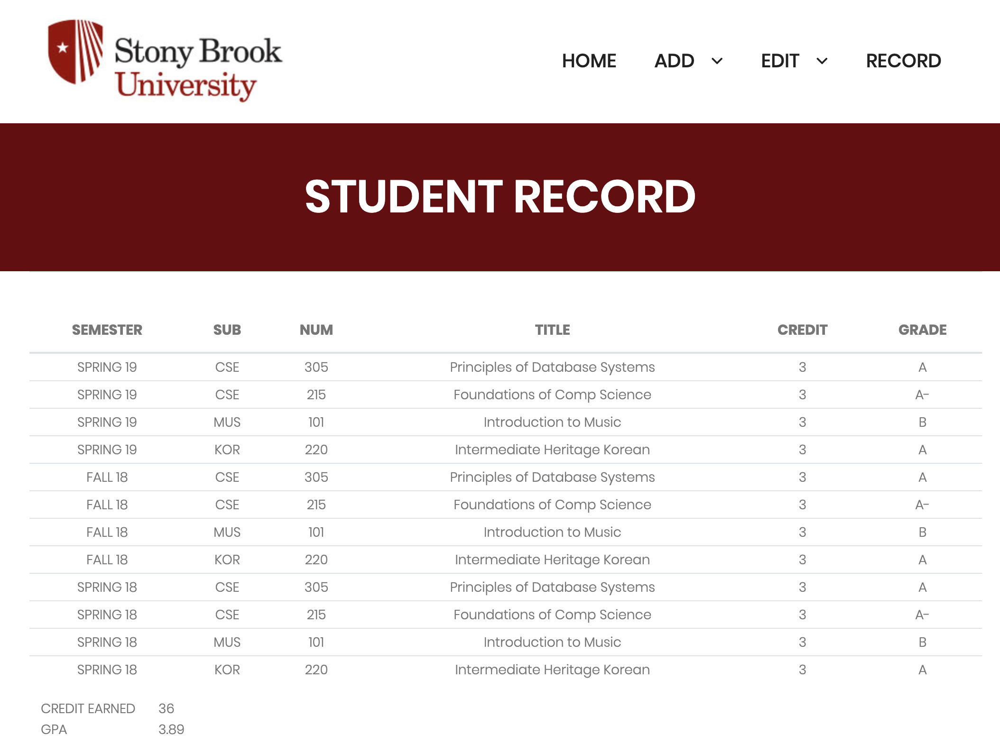 Stony Brook
University
HOME ADD EDIT RECORD
STUDENT RECORD
SEMESTER SUB NUM TITLE CREDIT GRADE
SPRING 19 CSE 305 Principles of Database Systems 3 A
SPRING 19 CSE 215 Foundations of Comp Science 3 A-
SPRING 19 MUS 101 Introduction to Music 3 B
SPRING 19 KOR 220 Intermediate Heritage Korean 3 A
FALL 18 CSE 305 Principles of Database Systems 3 A
FALL 18 CSE 215 Foundations of Comp Science 3 A-
FALL 18 MUS 101 Introduction to Music 3 B
FALL 18 KOR 220 Intermediate Heritage Korean 3 A
SPRING 18 CSE 305 Principles of Database Systems 3 A
SPRING 18 CSE 215 Foundations of Comp Science 3 A-
SPRING 18 MUS 101 Introduction to Music 3 B
SPRING 18 KOR 220 Intermediate Heritage Korean 3 A
CREDIT EARNED 36
GPA 3.89